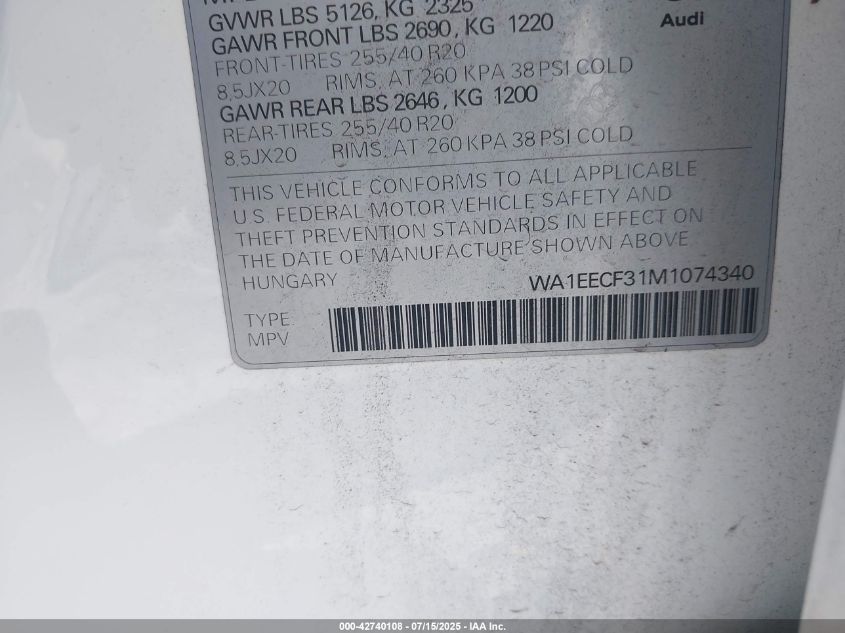 GVWR LBS 5126, KG 2325
GAWR FRONT LBS 2690, KG 1220
FRONT-TIRES 255/40 R20
8,5JX20 RIMS, AT 260 KPA 38 PSI COLD
GAWR REAR LBS 2646, KG 1200
REAR-TIRES 255/40 R20
8,5JX20 RIMS, AT 260 KPA 38 PSI COLD
Audi
THIS VEHICLE CONFORMS TO ALL APPLICABLE
U.S. FEDERAL MOTOR VEHICLE SAFETY AND
THEFT PREVENTION STANDARDS IN EFFECT ON
THE DATE OF MANUFACTURE SHOWN ABOVE
HUNGARY WA1EECF31M1074340
TYPE:
MPV
000-42740108 - 07/15/2025 - IAA Inc.